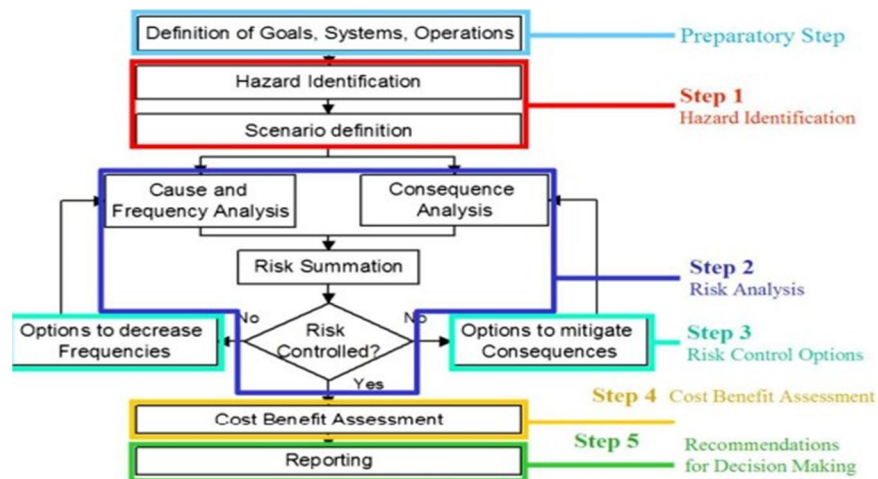 Definition of Goals, Systems, Operations
Preparatory Step
Hazard Identification
Step 1
Hazard Identification
Scenario definition
Cause and
Frequency Analysis
Consequence
Analysis
Risk Summation
Step 2
Risk Analysis
No
No
Options to decrease
Frequencies
Risk
Controlled?
Options to mitigate
Consequences
Step 3
Risk Control Options
Yes
Step 4 Cost Benefit Assessment
Cost Benefit Assessment
Step 5
Recommendations
for Decision Making
Reporting